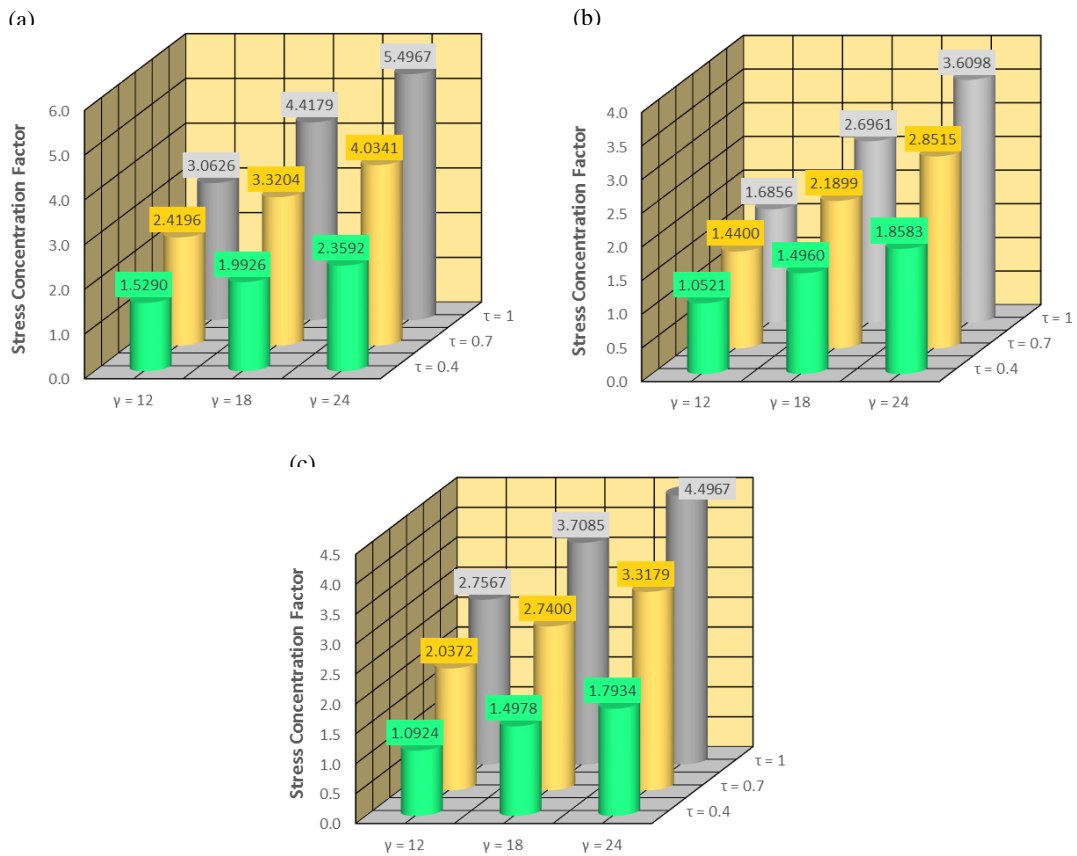 (a)
Stress Concentration Factor
6.0
5.0
4.0
3.0
2.0
1.0
0.0
5.4967
4.4179
3.0626
4.0341
3.3204
2.4196
2.3592
1.9926
1.5290
τ = 1
τ = 0.7
τ = 0.4
γ = 12
γ = 18
γ = 24
(b)
Stress Concentration Factor
4.0
3.5
3.0
2.5
2.0
1.5
1.0
0.5
0.0
3.6098
2.6961
1.6856
2.8515
2.1899
1.4400
1.8583
1.4960
1.0521
τ = 1
τ = 0.7
τ = 0.4
γ = 12
γ = 18
γ = 24
(c)
Stress Concentration Factor
4.5
4.0
3.5
3.0
2.5
2.0
1.5
1.0
0.5
0.0
4.4967
3.7085
2.7567
3.3179
2.7400
2.0372
1.7934
1.4978
1.0924
τ = 1
τ = 0.7
τ = 0.4
γ = 12
γ = 18
γ = 24